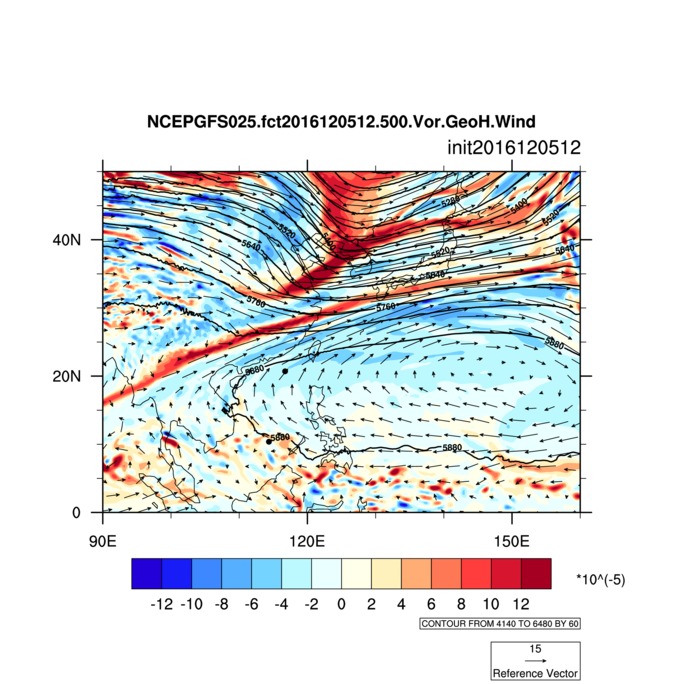 NCEPGFS025.fct2016120512.500.Vor.GeoH.Wind
init2016120512
40N
20N
0
90E 120E 150E
5280
5400
5520
5520
5400
5640
5520
5640
5640
5760
5760
5880
5880
5880
5880
-12 -10 -8 -6 -4 -2 0 2 4 6 8 10 12
*10^(-5)
CONTOUR FROM 4140 TO 6480 BY 60
15
Reference Vector